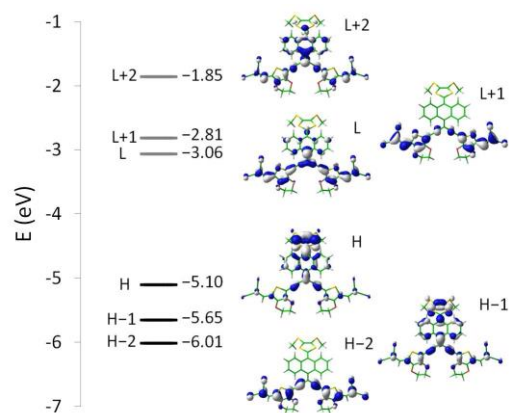 E (eV)
-1
-2
-3
-4
-5
-6
-7
L+2 −1.85
L+1 −2.81
L −3.06
H −5.10
H−1 −5.65
H−2 −6.01
L+2
L+1
L
H
H−1
H−2